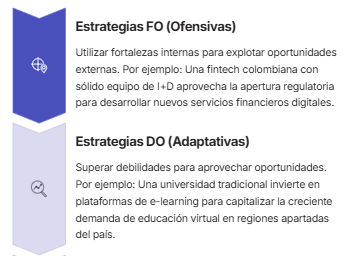 Estrategias FO (Ofensivas)
Utilizar fortalezas internas para explotar oportunidades
externas. Por ejemplo: Una fintech colombiana con
sólido equipo de I+D aprovecha la apertura regulatoria
para desarrollar nuevos servicios financieros digitales.
Estrategias DO (Adaptativas)
Superar debilidades para aprovechar oportunidades.
Por ejemplo: Una universidad tradicional invierte en
plataformas de e-learning para capitalizar la creciente
demanda de educación virtual en regiones apartadas
del país.